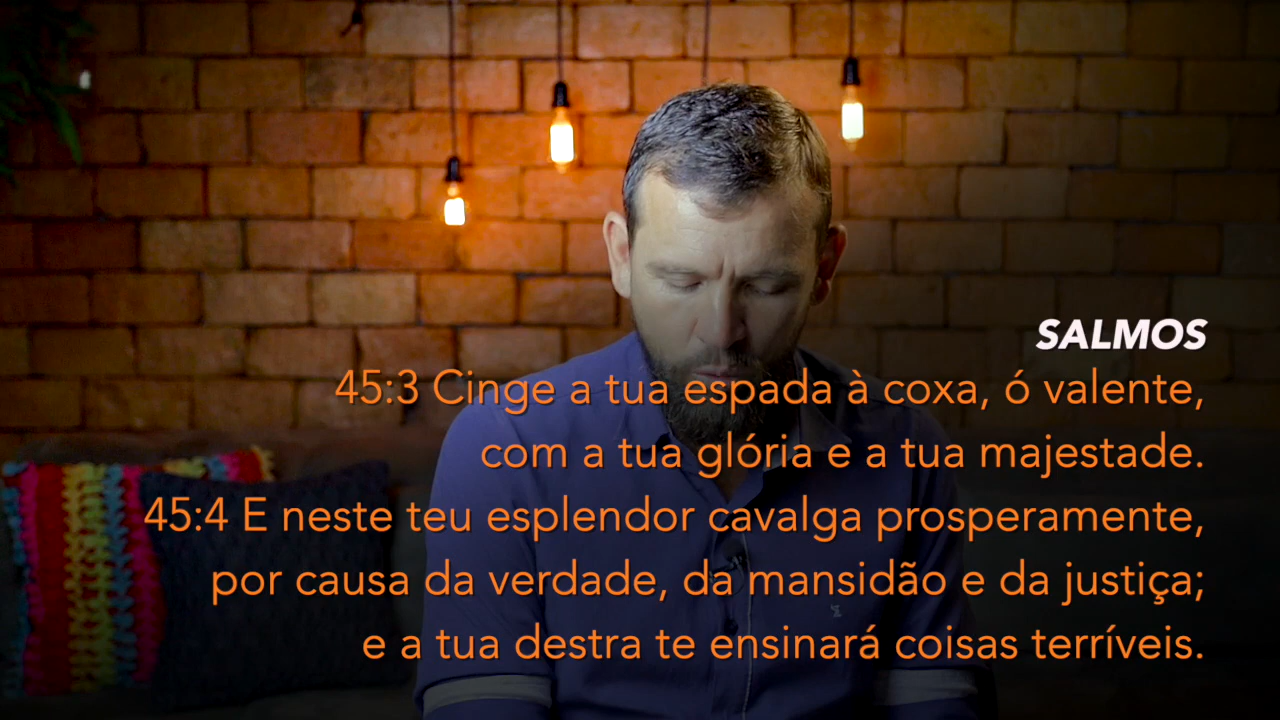 SALMOS
45:3 Cinge a tua espada à coxa, ó valente,
com a tua glória e a tua majestade.
45:4 E neste teu esplendor cavalga prosperamente,
por causa da verdade, da mansidão e da justiça;
e a tua destra te ensinará coisas terríveis.